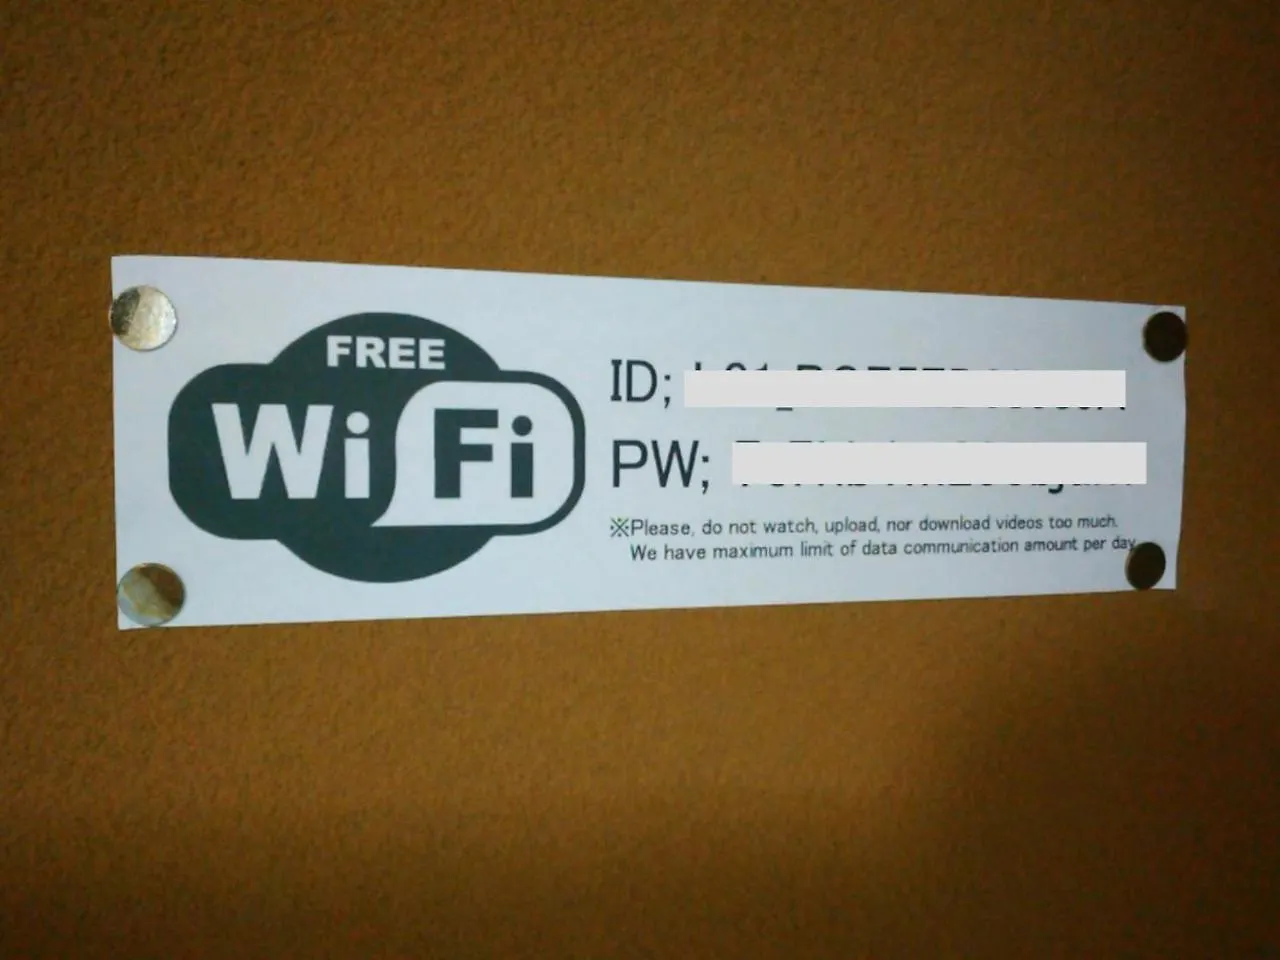 FREE
Wi Fi
ID;
PW;
※Please, do not watch, upload, nor download videos too much.
We have maximum limit of data communication amount per day.